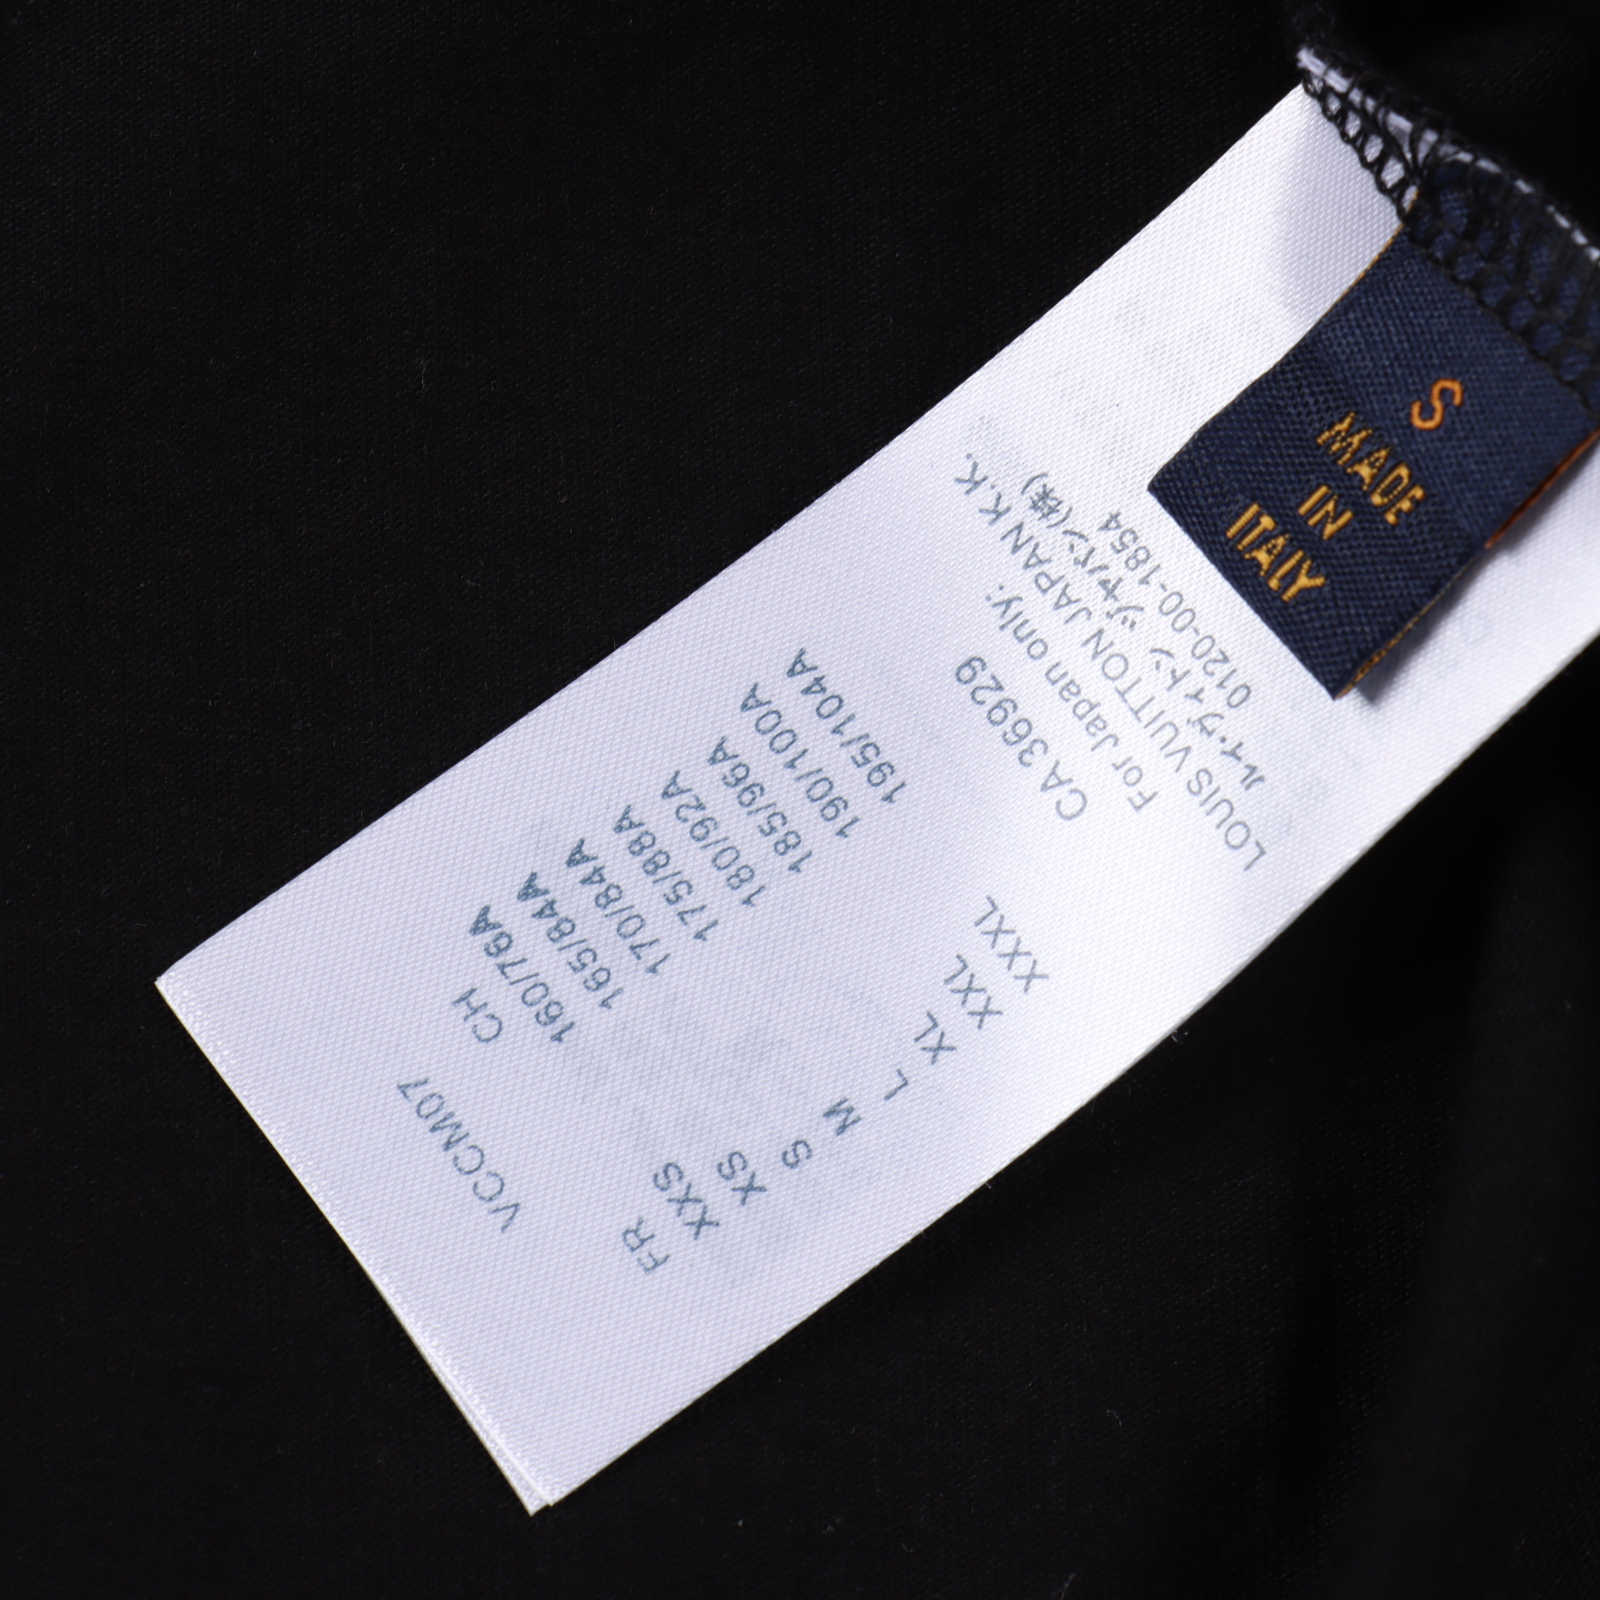 S
MADE
IN
ITALY
VCCM07
FR CH
XXS 160/76A
XS 165/84A
S 170/84A
M 175/88A
L 180/92A
XL 185/96A
XXL 190/100A
XXXL 195/104A
CA 36929
For Japan only:
LOUIS VUITTON JAPAN K.K.
ルイ・ヴィトン ジャパン(株)
0120-00-1854